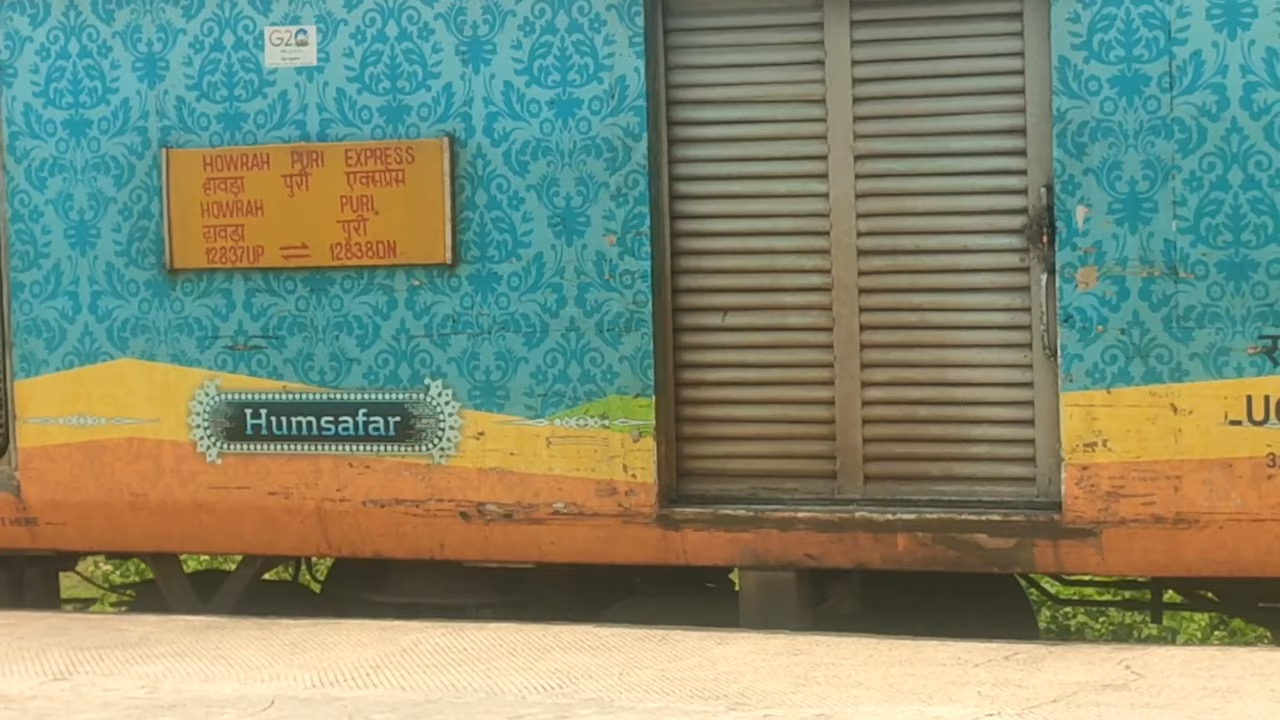 G20
HOWRAH PURI EXPRESS
हावड़ा पुरी एक्सप्रेस
HOWRAH PURI
हावड़ा पुरी
12837UP ⇌ 12838DN
Humsafar